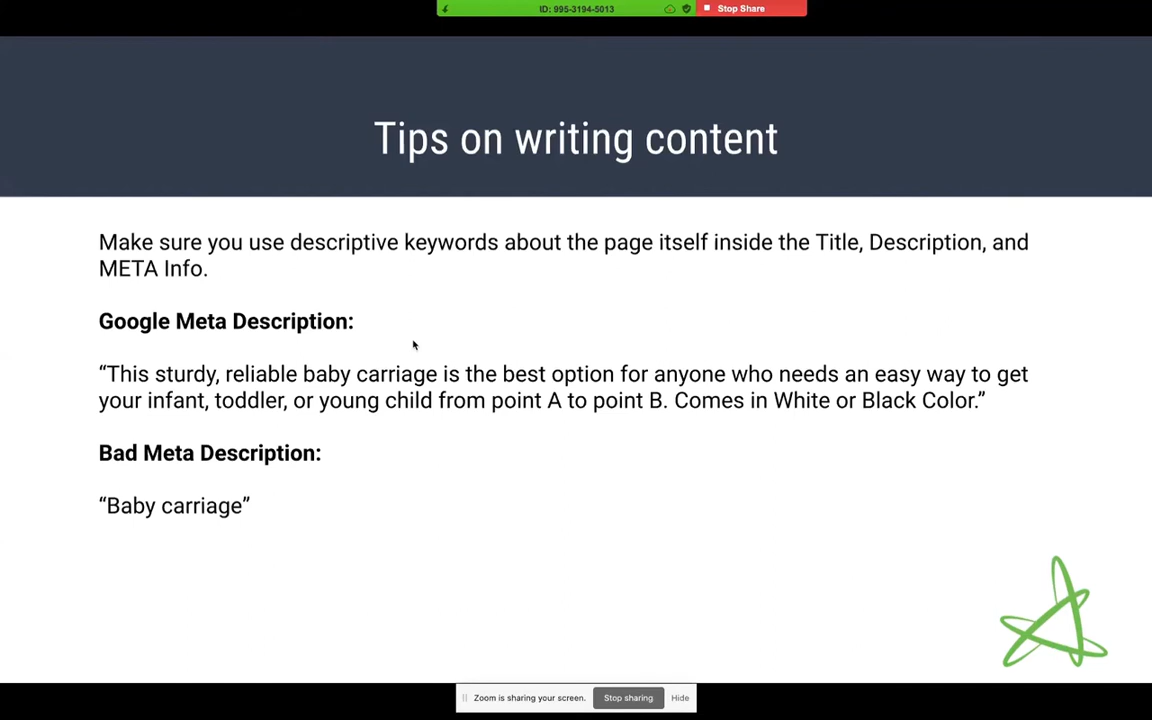 ID: 995-3194-5013
Stop Share
Tips on writing content
Make sure you use descriptive keywords about the page itself inside the Title, Description, and
META Info.
Google Meta Description:
“This sturdy, reliable baby carriage is the best option for anyone who needs an easy way to get
your infant, toddler, or young child from point A to point B. Comes in White or Black Color.”
Bad Meta Description:
“Baby carriage”
Zoom is sharing your screen.
Stop sharing
Hide